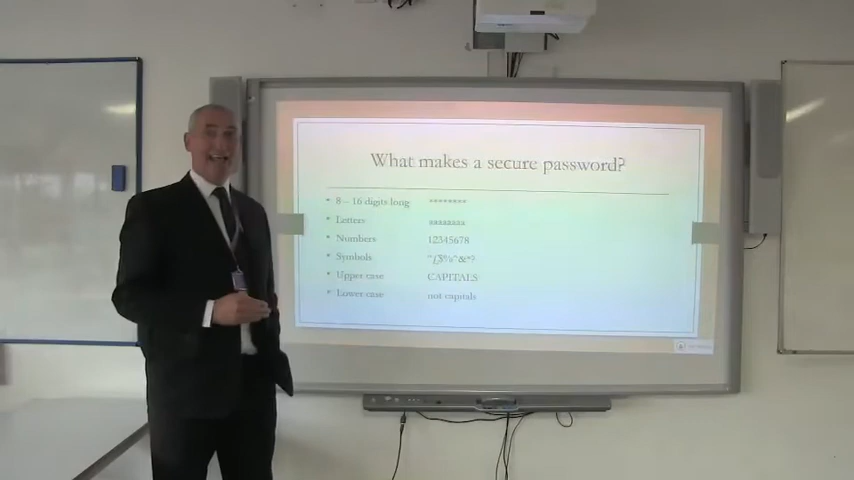 What makes a secure password?
• 8 – 16 digits long ********
• Letters aaaaaaaa
• Numbers 12345678
• Symbols
• Upper case CAPITALS
• Lower case not capitals